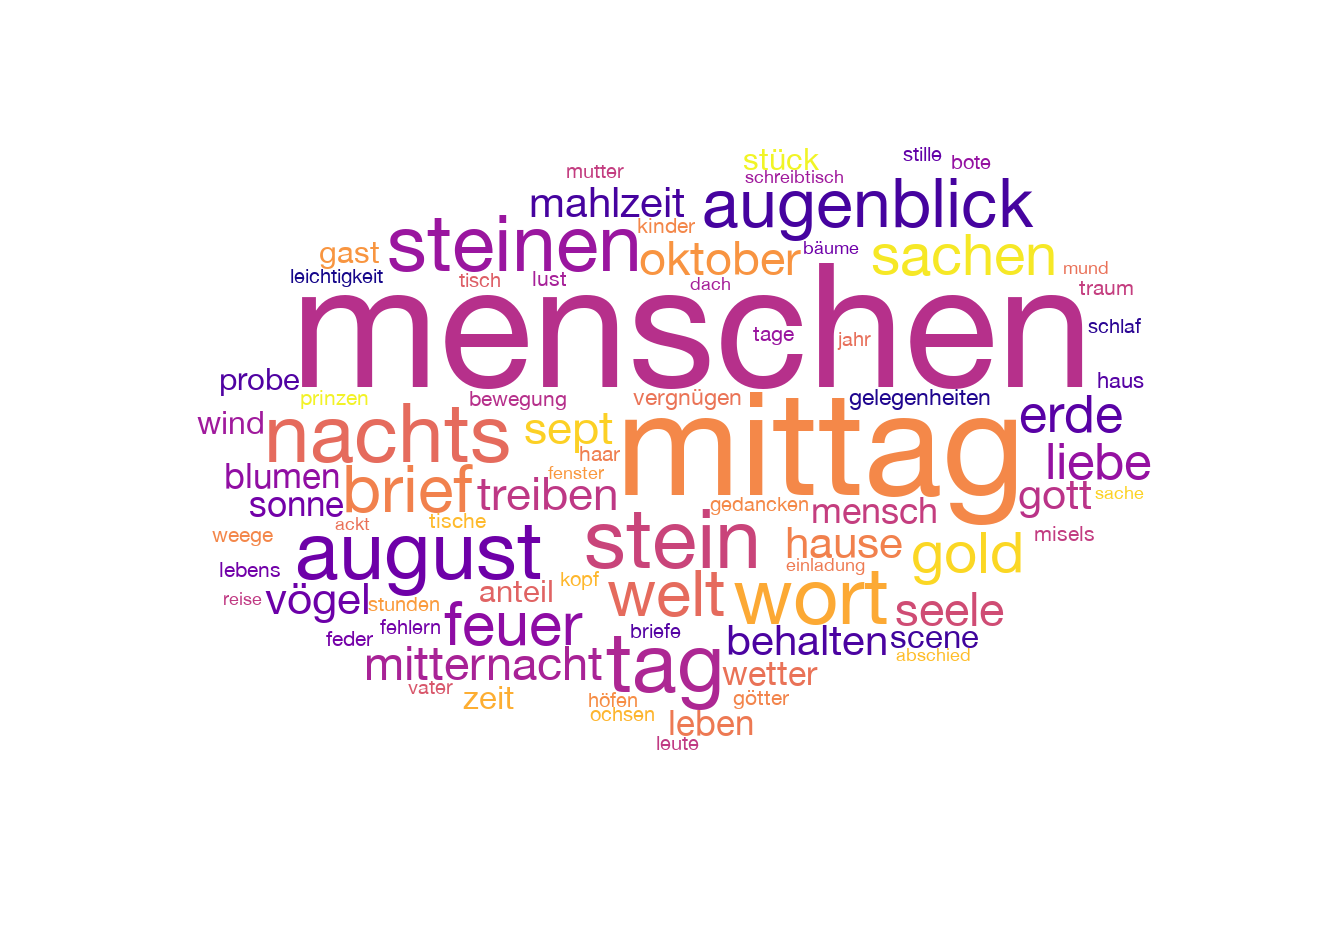 stille
stück
bote
mutter
schreibtisch
mahlzeit
augenblick
kinder
steinen
gast
oktober
bäume
sachen
leichtigkeit
tisch
lust
dach
mund
traum
menschen
tage
jahr
schlaf
probe
haus
prinzen
bewegung
vergnügen
gelegenheiten
wind
nachts
sept
mittag
erde
haar
liebe
blumen
brief
fenster
sonne
treiben
gedancken
mensch
gott
sache
weege
ackt
tische
stein
hause
misels
lebens
august
einladung
gold
kopf
reise
vögel
stunden
anteil
welt
wort
seele
feder
fehlern
feuer
briefe
behalten
scene
abschied
mitternacht
tag
wetter
vater
zeit
höfen
götter
ochsen
leben
leute